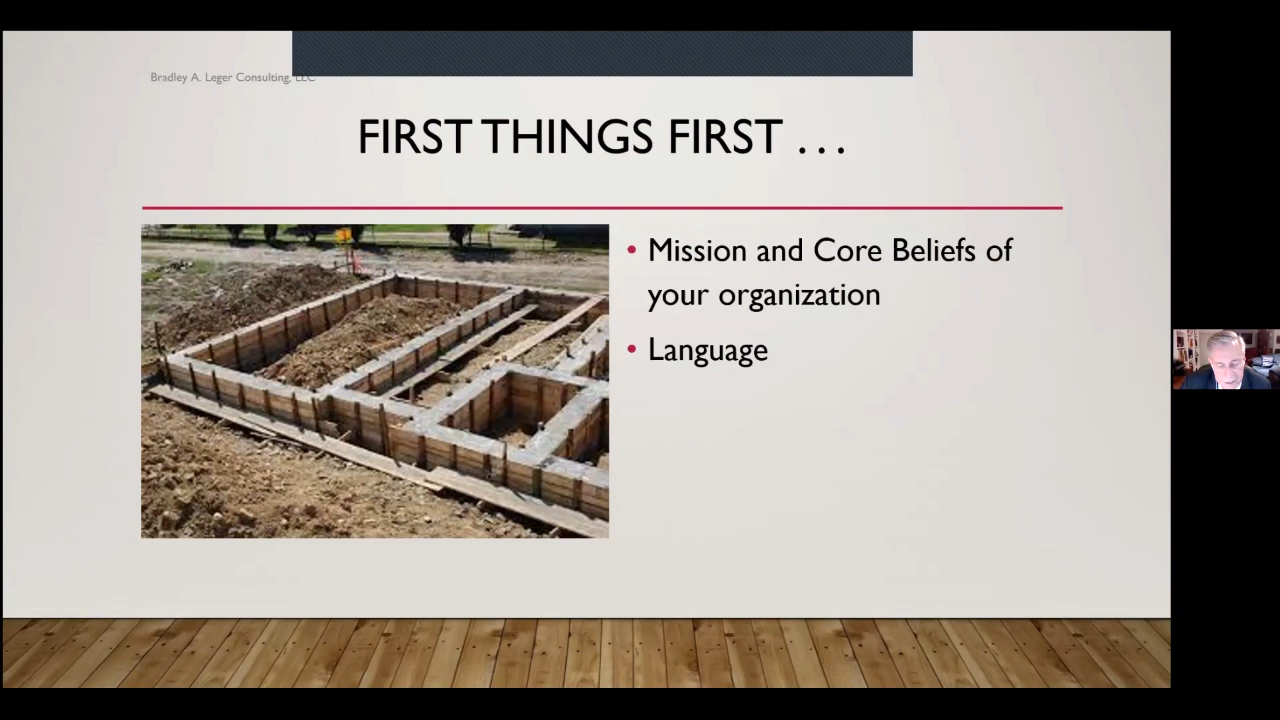 Bradley A. Leger Consulting, LLC
FIRST THINGS FIRST . . .
• Mission and Core Beliefs of
your organization
• Language